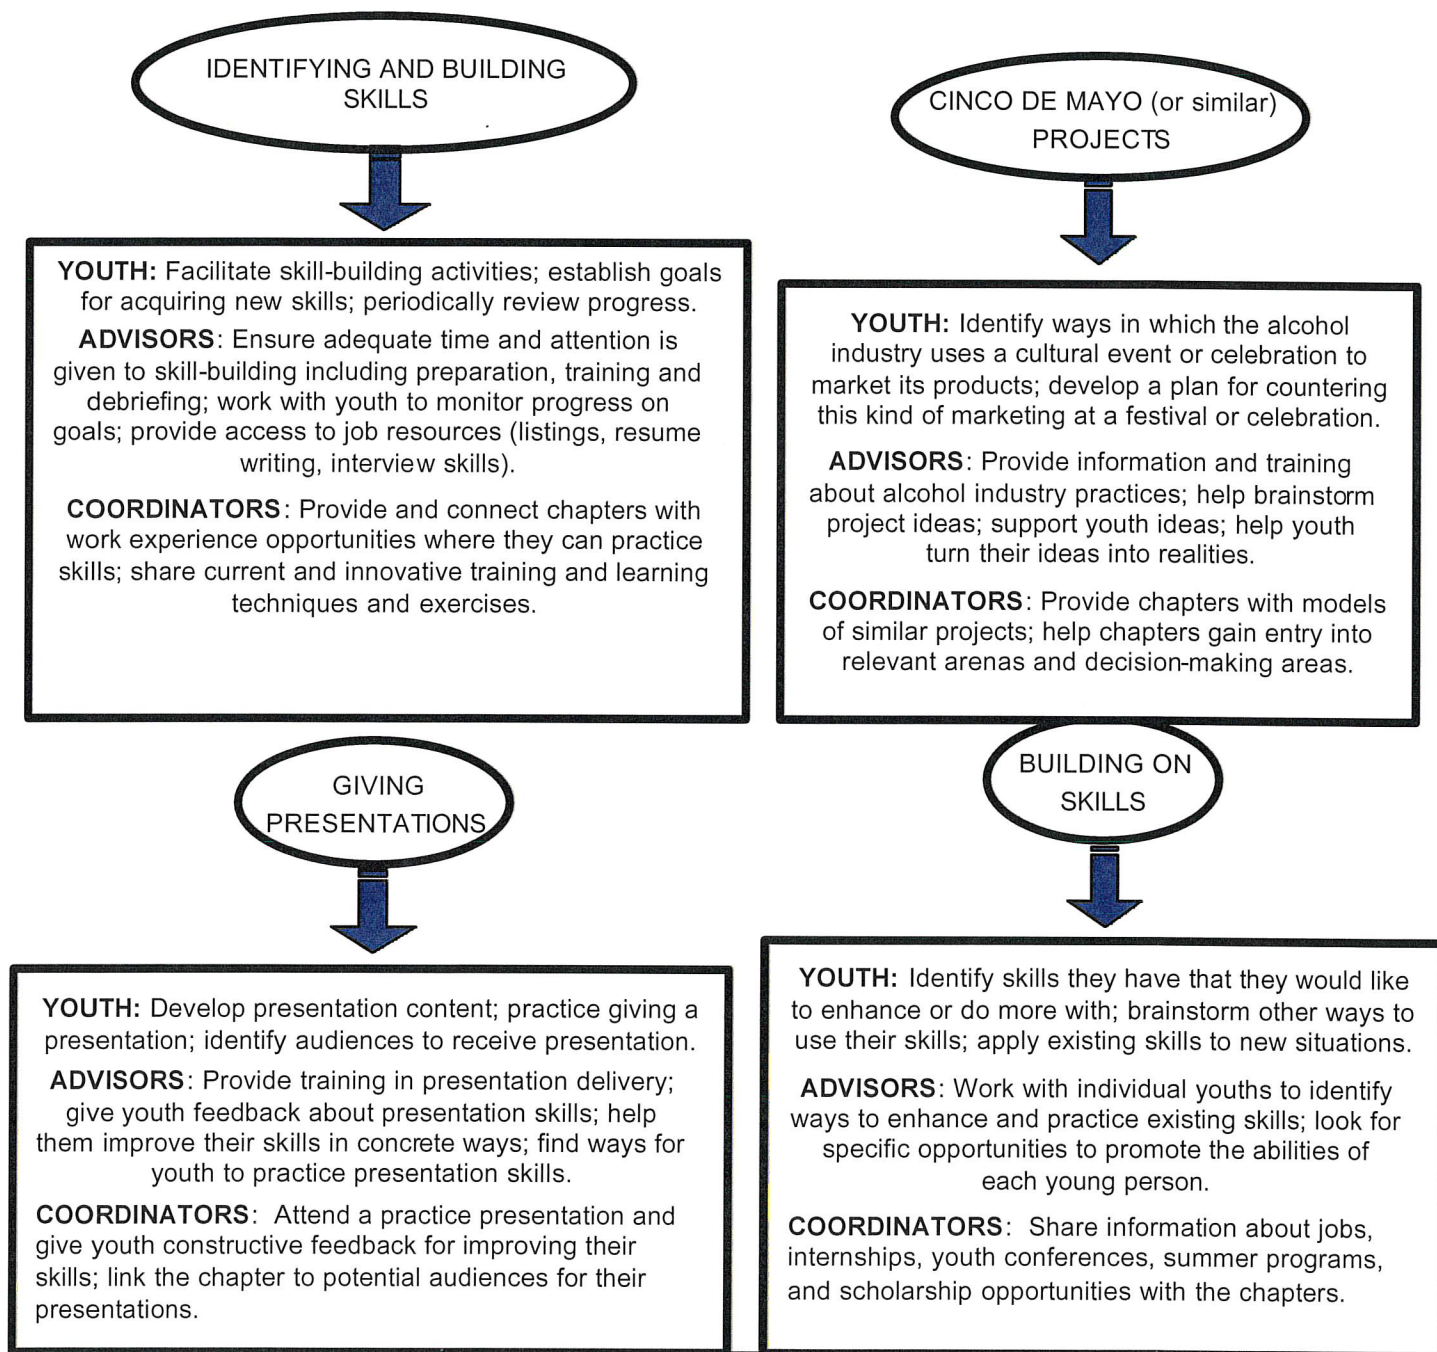 IDENTIFYING AND BUILDING
SKILLS
YOUTH: Facilitate skill-building activities; establish goals
for acquiring new skills; periodically review progress.
ADVISORS: Ensure adequate time and attention is
given to skill-building including preparation, training and
debriefing; work with youth to monitor progress on
goals; provide access to job resources (listings, resume
writing, interview skills).
COORDINATORS: Provide and connect chapters with
work experience opportunities where they can practice
skills; share current and innovative training and learning
techniques and exercises.
CINCO DE MAYO (or similar)
PROJECTS
YOUTH: Identify ways in which the alcohol
industry uses a cultural event or celebration to
market its products; develop a plan for countering
this kind of marketing at a festival or celebration.
ADVISORS: Provide information and training
about alcohol industry practices; help brainstorm
project ideas; support youth ideas; help youth
turn their ideas into realities.
COORDINATORS: Provide chapters with models
of similar projects; help chapters gain entry into
relevant arenas and decision-making areas.
GIVING
PRESENTATIONS
YOUTH: Develop presentation content; practice giving a
presentation; identify audiences to receive presentation.
ADVISORS: Provide training in presentation delivery;
give youth feedback about presentation skills; help
them improve their skills in concrete ways; find ways for
youth to practice presentation skills.
COORDINATORS: Attend a practice presentation and
give youth constructive feedback for improving their
skills; link the chapter to potential audiences for their
presentations.
BUILDING ON
SKILLS
YOUTH: Identify skills they have that they would like
to enhance or do more with; brainstorm other ways to
use their skills; apply existing skills to new situations.
ADVISORS: Work with individual youths to identify
ways to enhance and practice existing skills; look for
specific opportunities to promote the abilities of
each young person.
COORDINATORS: Share information about jobs,
internships, youth conferences, summer programs,
and scholarship opportunities with the chapters.